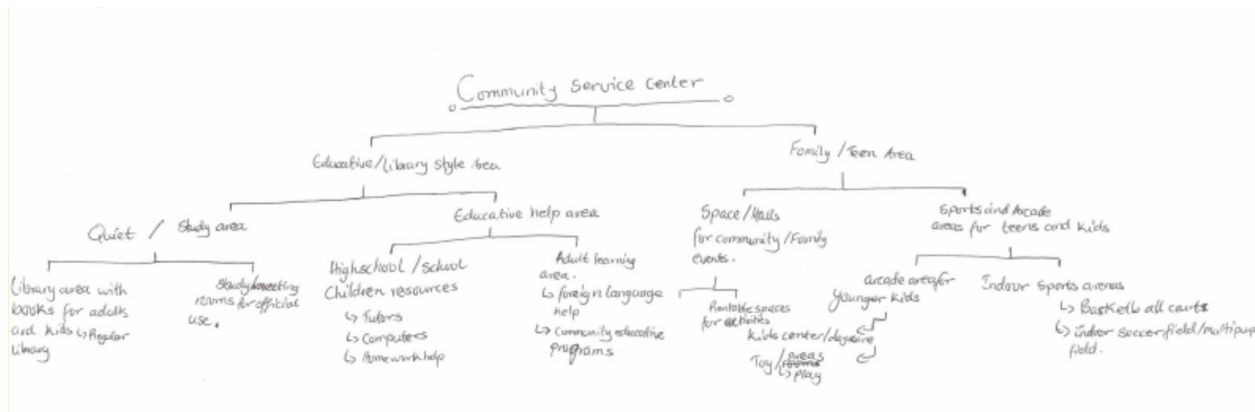 Community Service Center
Educative/Library Style Area
Family/Teen Area
Quiet / Study area
Educative help area
Space/Halls
for community/Family
events.
Sports and Arcade
areas for teens and kids
Library area with
books for adults
and kids ↳ Regular
library
Study/meeting
rooms for official
use.
Highschool/school
Children resources
↳ Tutors
↳ Computers
↳ Homework help
Adult learning
area.
↳ foreign language
help
↳ Community educative
programs
Rentable spaces
for activities
arcade area for
younger kids
Kids center/daycare
Toy/
areas
↳ play
Indoor Sports arenas
↳ Basketball courts
↳ indoor soccer field/multipurp
field.